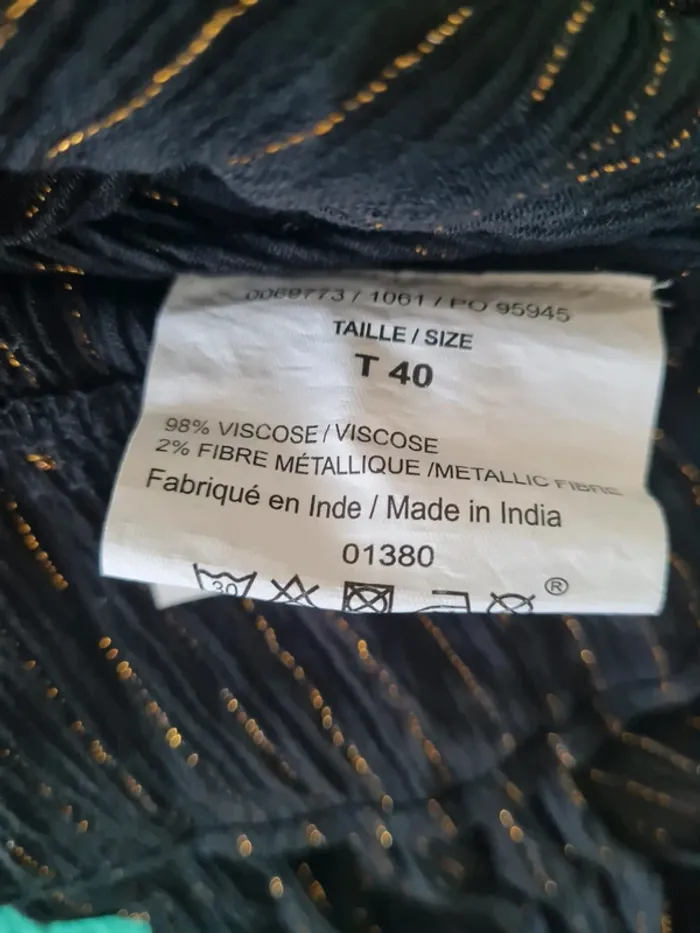 0069773 / 1061 / PO 95945
TAILLE / SIZE
T 40
98% VISCOSE / VISCOSE
2% FIBRE MÉTALLIQUE /METALLIC FIBRE
Fabriqué en Inde / Made in India
01380
30 ®